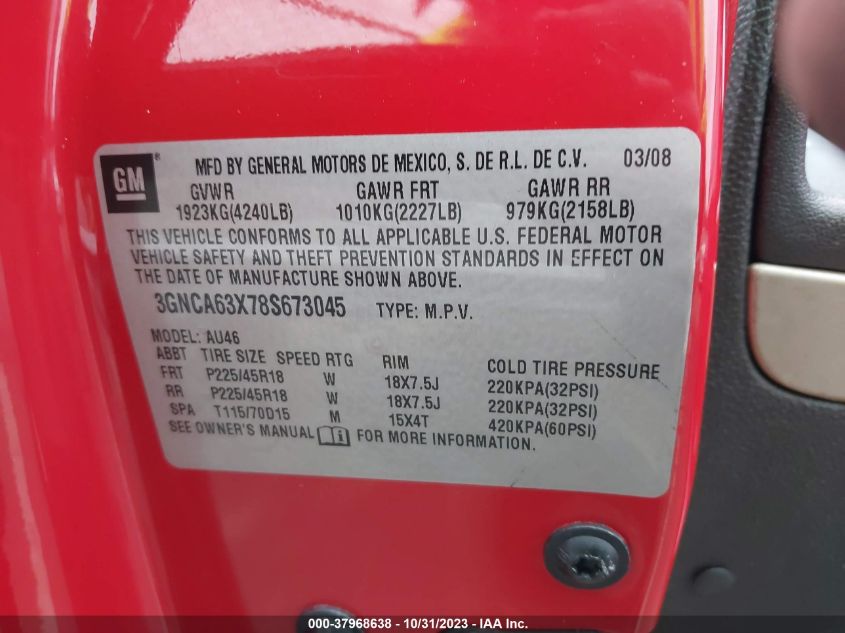 GM ® MFD BY GENERAL MOTORS DE MEXICO, S. DE R.L. DE C.V. 03/08
GVWR GAWR FRT GAWR RR
1923KG(4240LB) 1010KG(2227LB) 979KG(2158LB)
THIS VEHICLE CONFORMS TO ALL APPLICABLE U.S. FEDERAL MOTOR
VEHICLE SAFETY AND THEFT PREVENTION STANDARDS IN EFFECT ON
THE DATE OF MANUFACTURE SHOWN ABOVE.
3GNCA63X78S673045 TYPE: M.P.V.
MODEL: AU46
ABBT TIRE SIZE SPEED RTG RIM COLD TIRE PRESSURE
FRT P225/45R18 W 18X7.5J 220KPA(32PSI)
RR P225/45R18 W 18X7.5J 220KPA(32PSI)
SPA T115/70D15 M 15X4T 420KPA(60PSI)
SEE OWNER'S MANUAL FOR MORE INFORMATION.
000-37968638 - 10/31/2023 - IAA Inc.